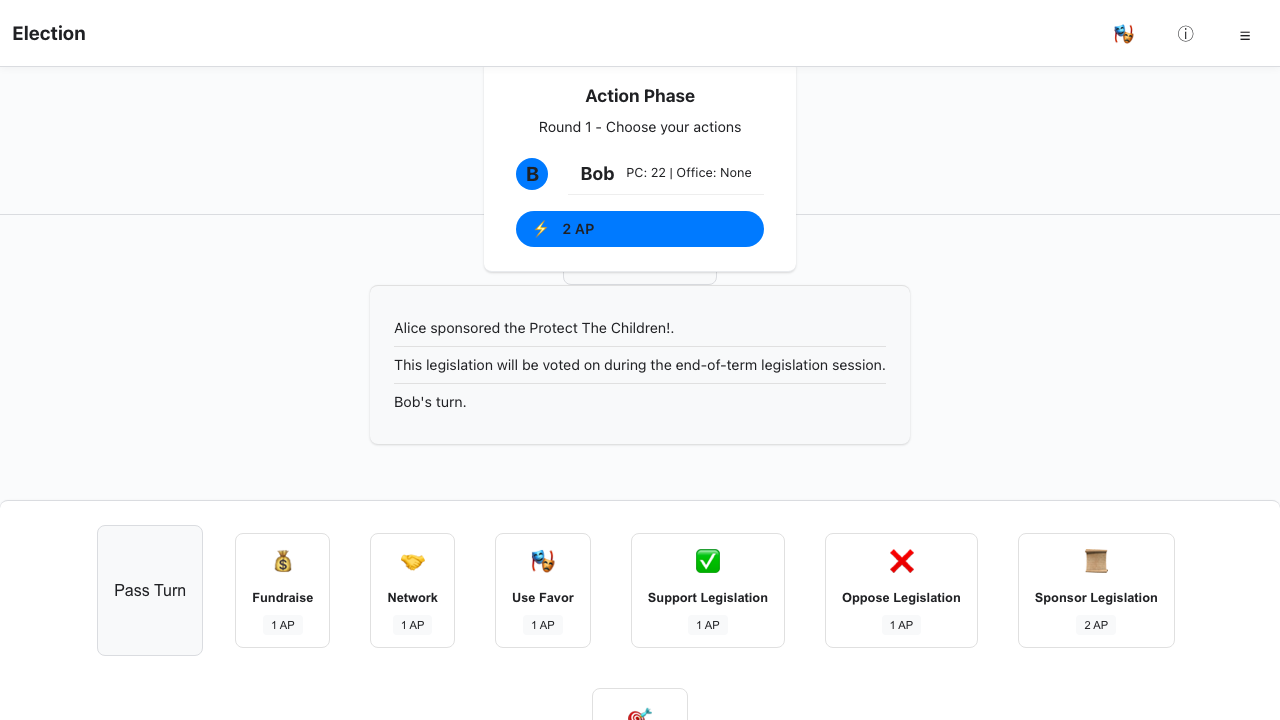 Election
ⓘ
☰
Action Phase
Round 1 - Choose your actions
B
Bob PC: 22 | Office: None
⚡ 2 AP
Alice sponsored the Protect The Children!.
This legislation will be voted on during the end-of-term legislation session.
Bob's turn.
Pass Turn
Fundraise
1 AP
Network
1 AP
Use Favor
1 AP
Support Legislation
1 AP
Oppose Legislation
1 AP
Sponsor Legislation
2 AP